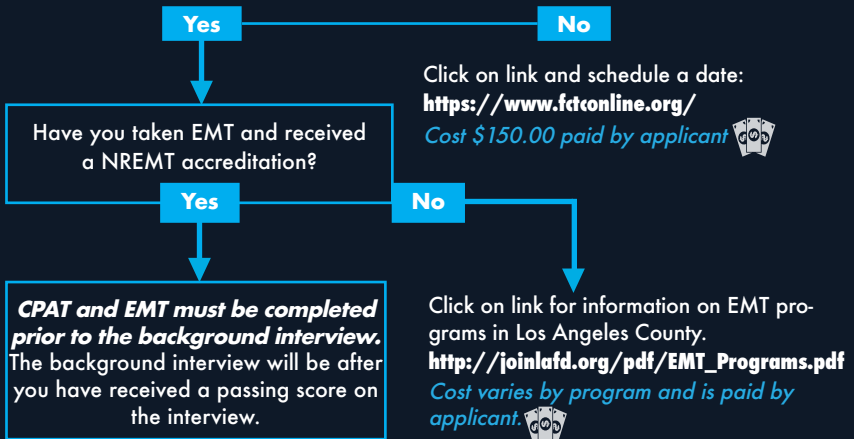 Yes
No
Click on link and schedule a date:
https://www.fctconline.org/
Cost $150.00 paid by applicant
Have you taken EMT and received
a NREMT accreditation?
Yes
No
CPAT and EMT must be completed
prior to the background interview.
The background interview will be after
you have received a passing score on
the interview.
Click on link for information on EMT pro-
grams in Los Angeles County.
http://joinlafd.org/pdf/EMT_Programs.pdf
Cost varies by program and is paid by
applicant.